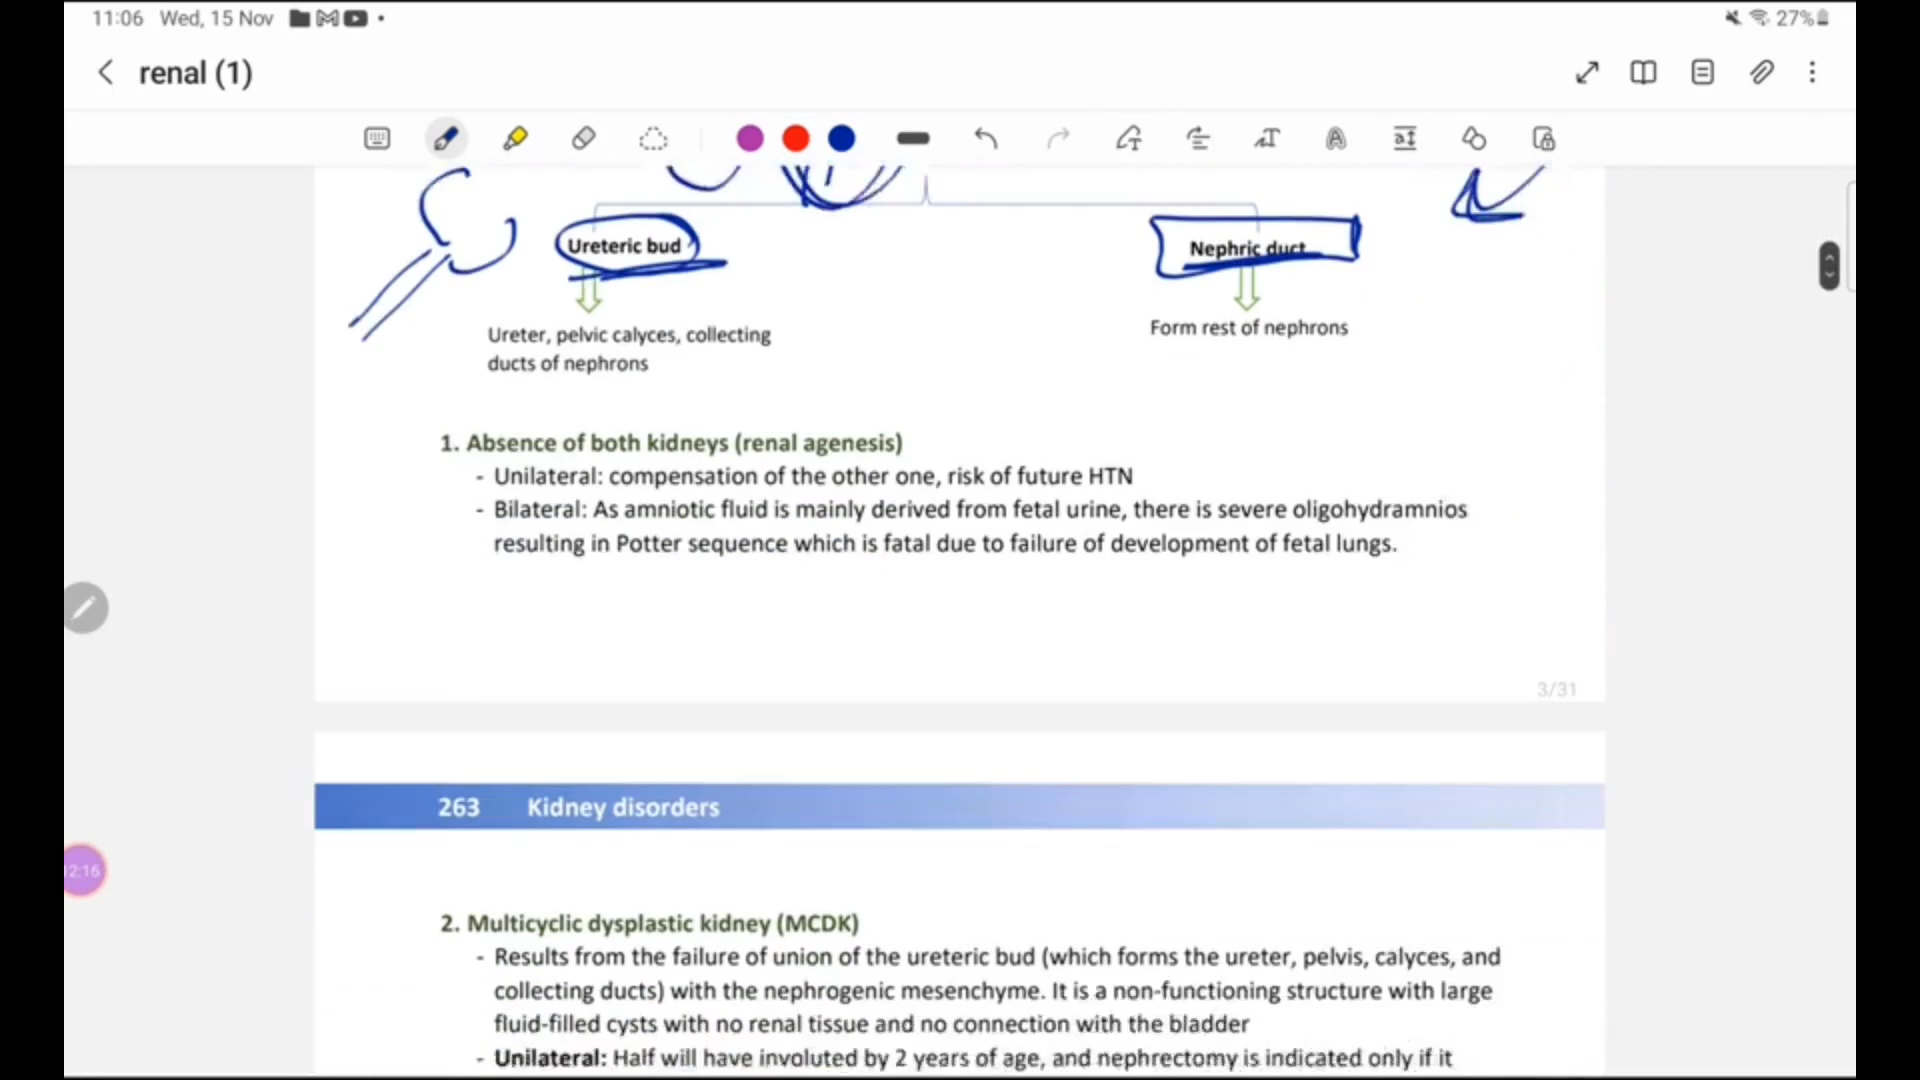 11:06 Wed, 15 Nov
27%
renal (1)
Ureteric bud
Nephric duct
Ureter, pelvic calyces, collecting
ducts of nephrons
Form rest of nephrons
1. Absence of both kidneys (renal agenesis)
- Unilateral: compensation of the other one, risk of future HTN
- Bilateral: As amniotic fluid is mainly derived from fetal urine, there is severe oligohydramnios
resulting in Potter sequence which is fatal due to failure of development of fetal lungs.
3/31
263 Kidney disorders
12:16
2. Multicyclic dysplastic kidney (MCDK)
- Results from the failure of union of the ureteric bud (which forms the ureter, pelvis, calyces, and
collecting ducts) with the nephrogenic mesenchyme. It is a non-functioning structure with large
fluid-filled cysts with no renal tissue and no connection with the bladder
- Unilateral: Half will have involuted by 2 years of age, and nephrectomy is indicated only if it